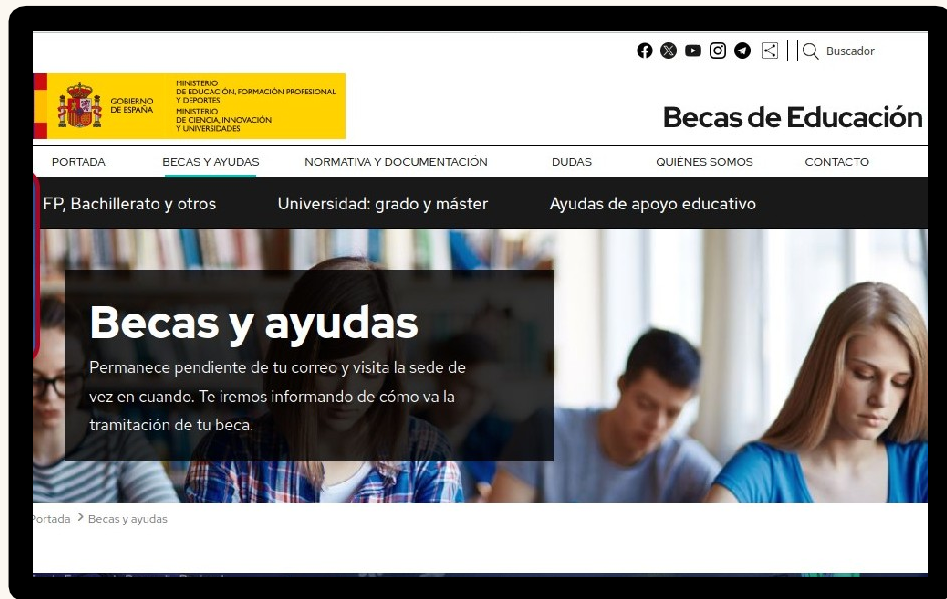 Buscador
GOBIERNO
DE ESPAÑA
MINISTERIO
DE EDUCACIÓN, FORMACIÓN PROFESIONAL
Y DEPORTES
MINISTERIO
DE CIENCIA, INNOVACIÓN
Y UNIVERSIDADES
Becas de Educación
PORTADA BECAS Y AYUDAS NORMATIVA Y DOCUMENTACIÓN DUDAS QUIÉNES SOMOS CONTACTO
FP, Bachillerato y otros Universidad: grado y máster Ayudas de apoyo educativo
Becas y ayudas
Permanece pendiente de tu correo y visita la sede de
vez en cuando. Te iremos informando de cómo va la
tramitación de tu beca.
Portada > Becas y ayudas